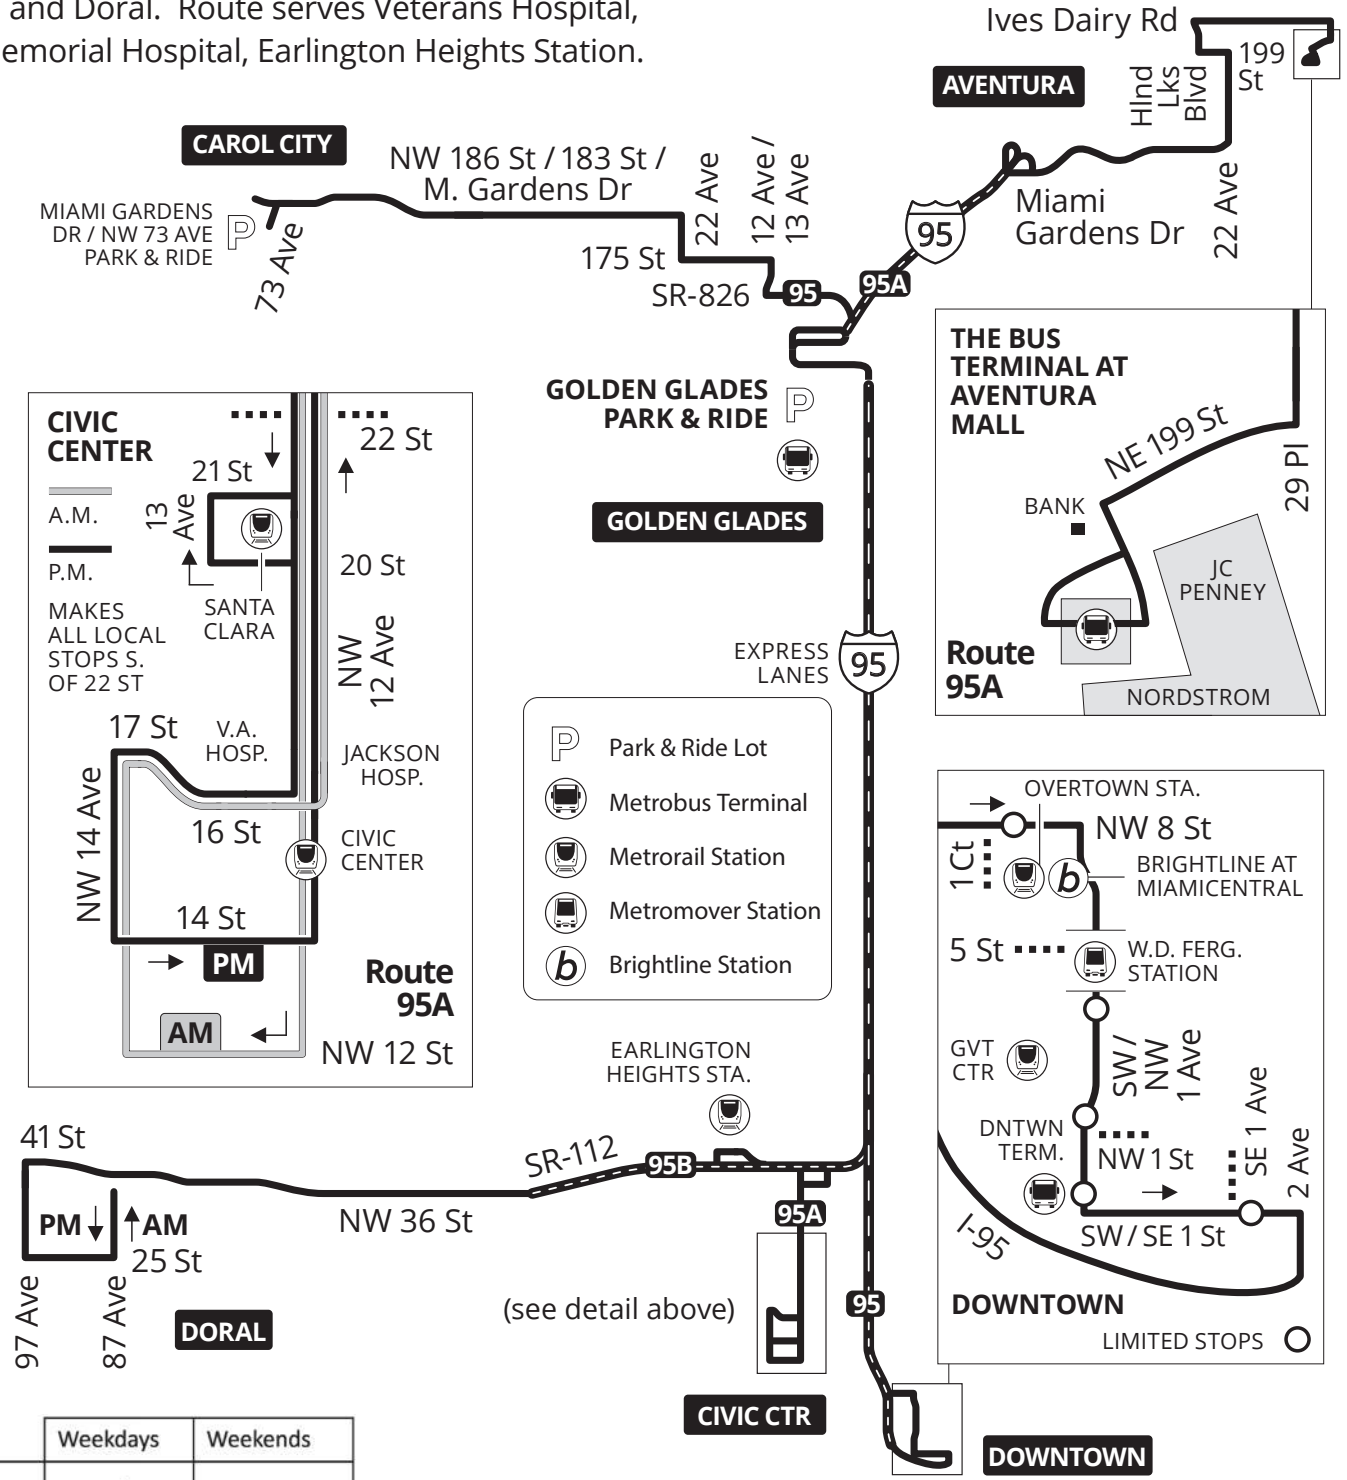 and Doral. Route serves Veterans Hospital,
emorial Hospital, Earlington Heights Station.
Ives Dairy Rd
199
St
Hlnd
Lks
Blvd
AVENTURA
CAROL CITY
NW 186 St / 183 St /
M. Gardens Dr
22 Ave
12 Ave /
13 Ave
MIAMI GARDENS
DR / NW 73 AVE
PARK & RIDE
P
73 Ave
175 St
SR-826
95
95A
95
Miami
Gardens Dr
22 Ave
GOLDEN GLADES
PARK & RIDE
P
GOLDEN GLADES
THE BUS
TERMINAL AT
AVENTURA
MALL
NE 199 St
29 Pl
BANK
JC
PENNEY
NORDSTROM
Route
95A
CIVIC
CENTER
A.M.
P.M.
MAKES
ALL LOCAL
STOPS S.
OF 22 ST
22 St
21 St
13
Ave
20 St
SANTA
CLARA
NW
12 Ave
17 St
V.A.
HOSP.
JACKSON
HOSP.
NW 14 Ave
16 St
CIVIC
CENTER
14 St
PM
Route
95A
AM
NW 12 St
EXPRESS
LANES
95
P
Park & Ride Lot
Metrobus Terminal
Metrorail Station
Metromover Station
b
Brightline Station
OVERTOWN STA.
NW 8 St
1 Ct
b
BRIGHTLINE AT
MIAMICENTRAL
5 St
W.D. FERG.
STATION
GVT
CTR
SW /
NW
1 Ave
DNTWN
TERM.
NW 1 St
SE 1 Ave
2 Ave
SW / SE 1 St
I-95
DOWNTOWN
LIMITED STOPS
EARLINGTON
HEIGHTS STA.
41 St
SR-112
95B
NW 36 St
95A
PM
AM
25 St
97 Ave
87 Ave
DORAL
(see detail above)
95
CIVIC CTR
DOWNTOWN
Weekdays
Weekends